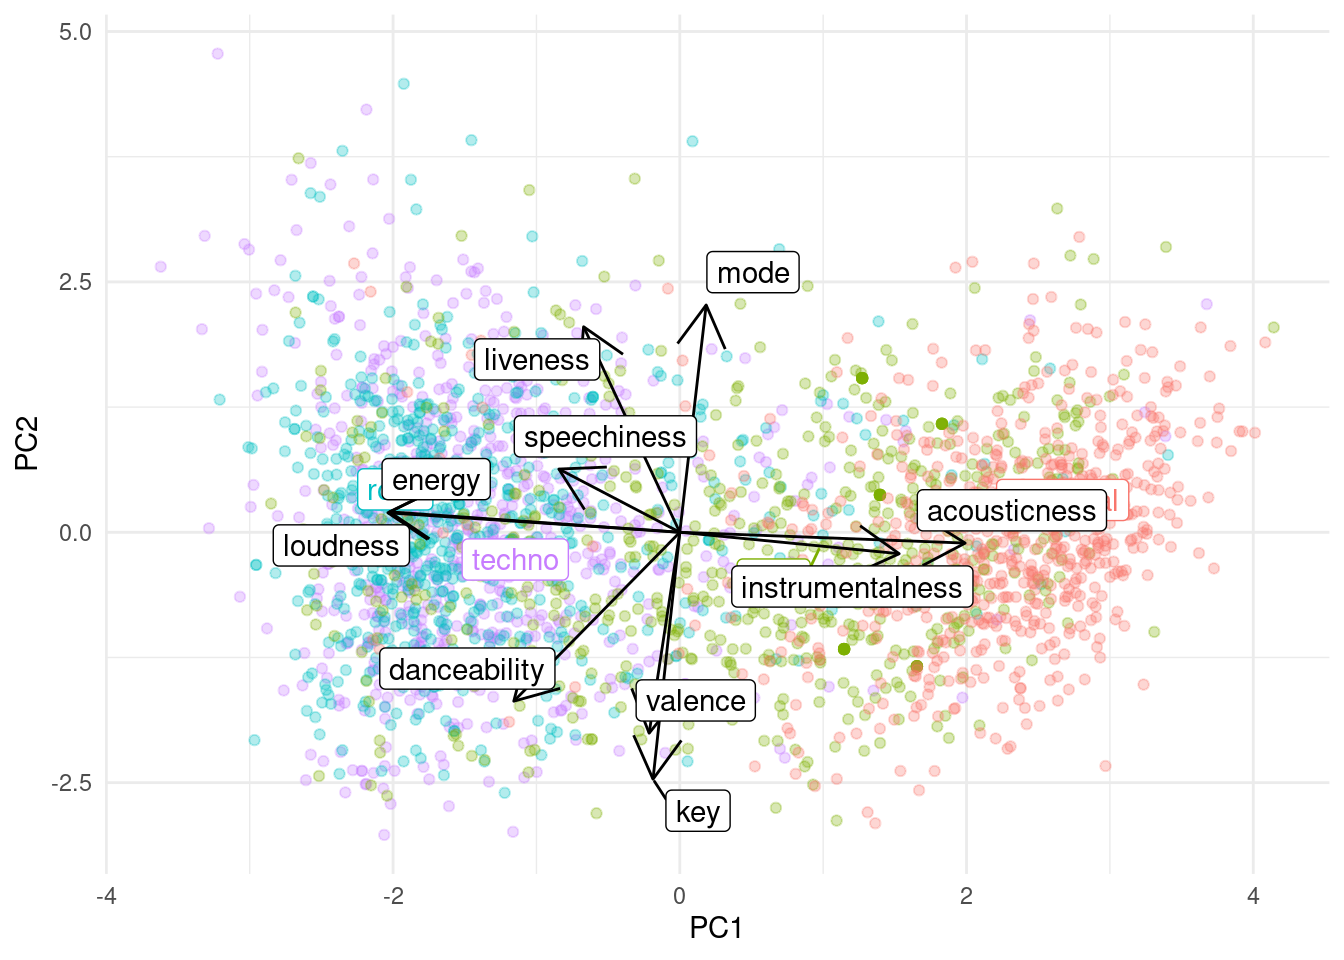 5.0
2.5
0.0
-2.5
PC2
mode
liveness
speechiness
energy
acousticness
loudness
techno
instrumentalness
danceability
valence
key
-4
-2
0
2
4
PC1